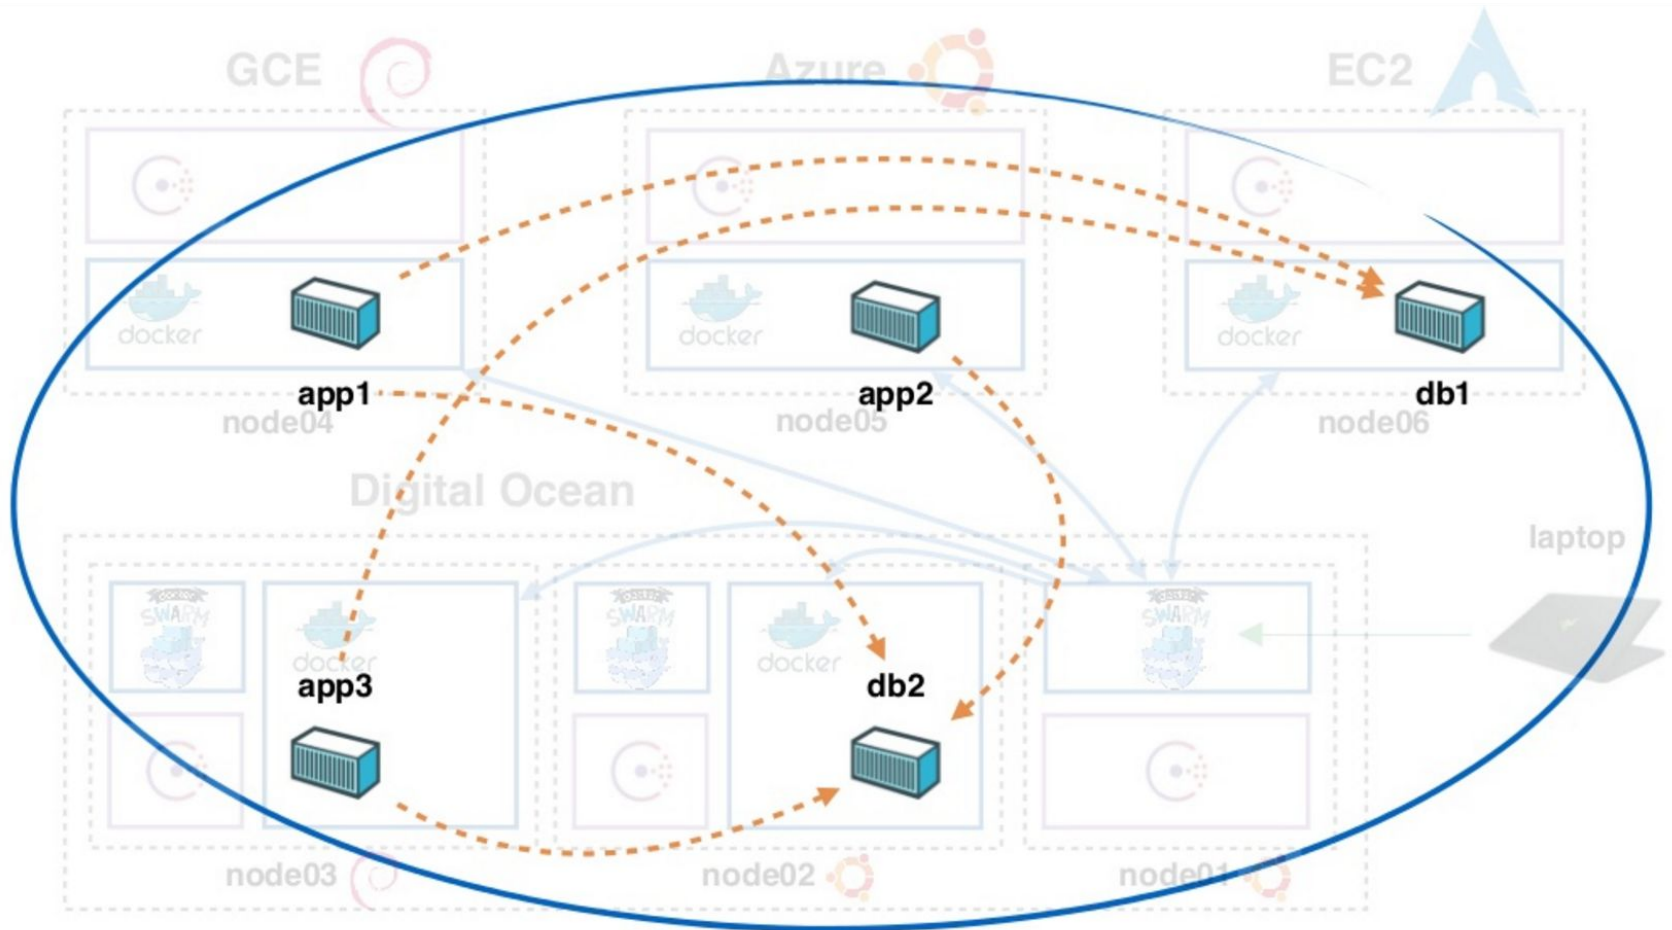 GCE
Azure
EC2
docker
docker
docker
app1
app2
db1
node04
node05
node06
Digital Ocean
laptop
SWARM
docker
SWARM
docker
SWARM
app3
db2
node03
node02
node01